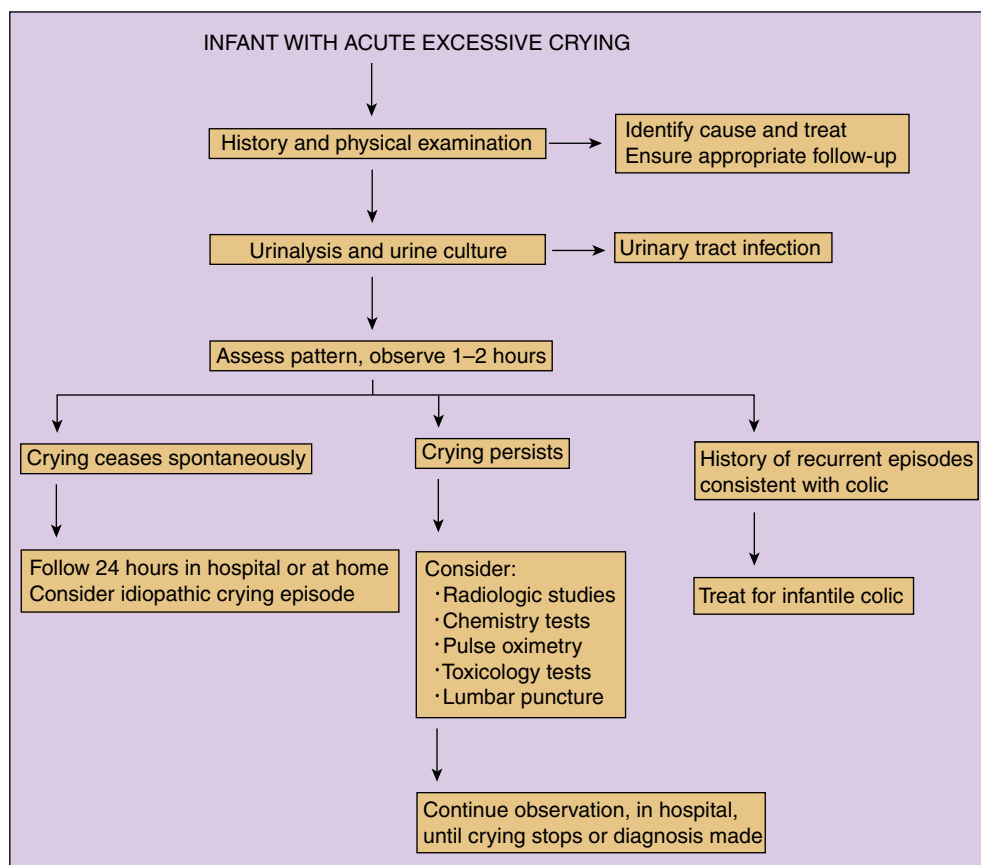 INFANT WITH ACUTE EXCESSIVE CRYING
History and physical examination
Identify cause and treat
Ensure appropriate follow-up
Urinalysis and urine culture
Urinary tract infection
Assess pattern, observe 1–2 hours
Crying ceases spontaneously
Follow 24 hours in hospital or at home
Consider idiopathic crying episode
Crying persists
Consider:
· Radiologic studies
· Chemistry tests
· Pulse oximetry
· Toxicology tests
· Lumbar puncture
Continue observation, in hospital,
until crying stops or diagnosis made
History of recurrent episodes
consistent with colic
Treat for infantile colic